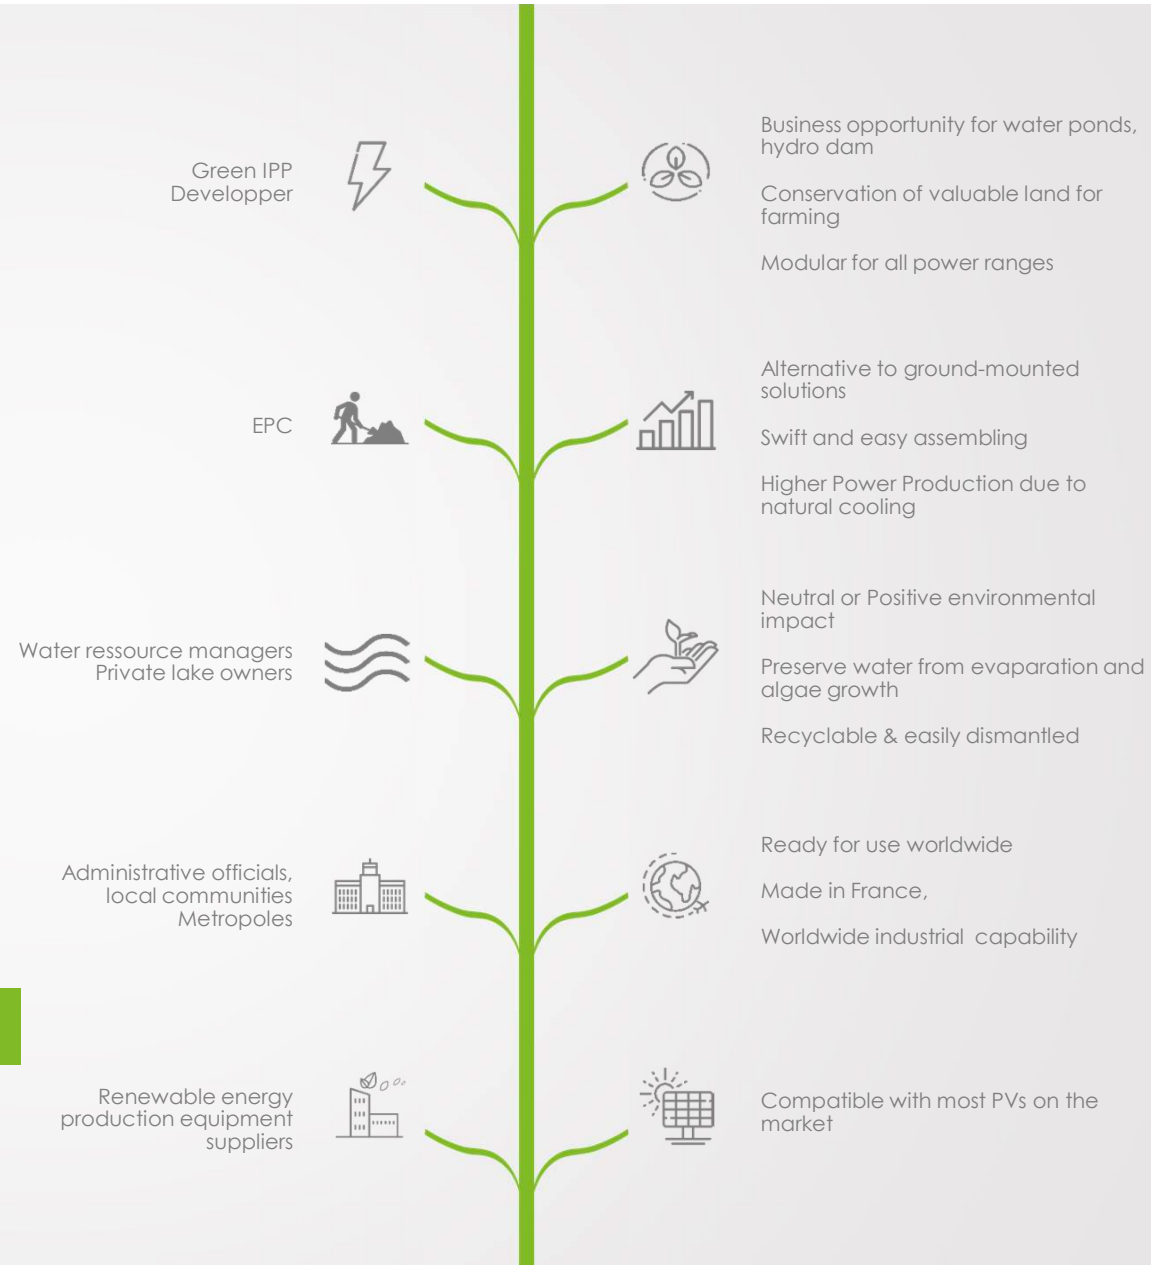 Green IPP
Developper
Business opportunity for water ponds,
hydro dam
Conservation of valuable land for
farming
Modular for all power ranges
EPC
Alternative to ground-mounted
solutions
Swift and easy assembling
Higher Power Production due to
natural cooling
Water ressource managers
Private lake owners
Neutral or Positive environmental
impact
Preserve water from evaparation and
algae growth
Recyclable & easily dismantled
Administrative officials,
local communities
Metropoles
Ready for use worldwide
Made in France,
Worldwide industrial  capability
Renewable energy
production equipment
suppliers
Compatible with most PVs on the
market